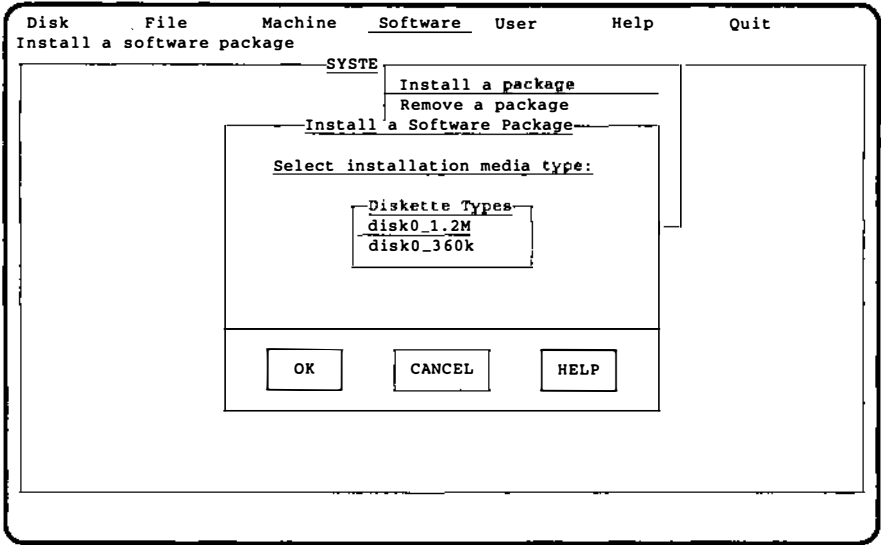 Disk File Machine Software User Help Quit
Install a software package
SYSTE
Install a package
Remove a package
Install a Software Package
Select installation media type:
Diskette Types
disk0_1.2M
disk0_360k
OK CANCEL HELP